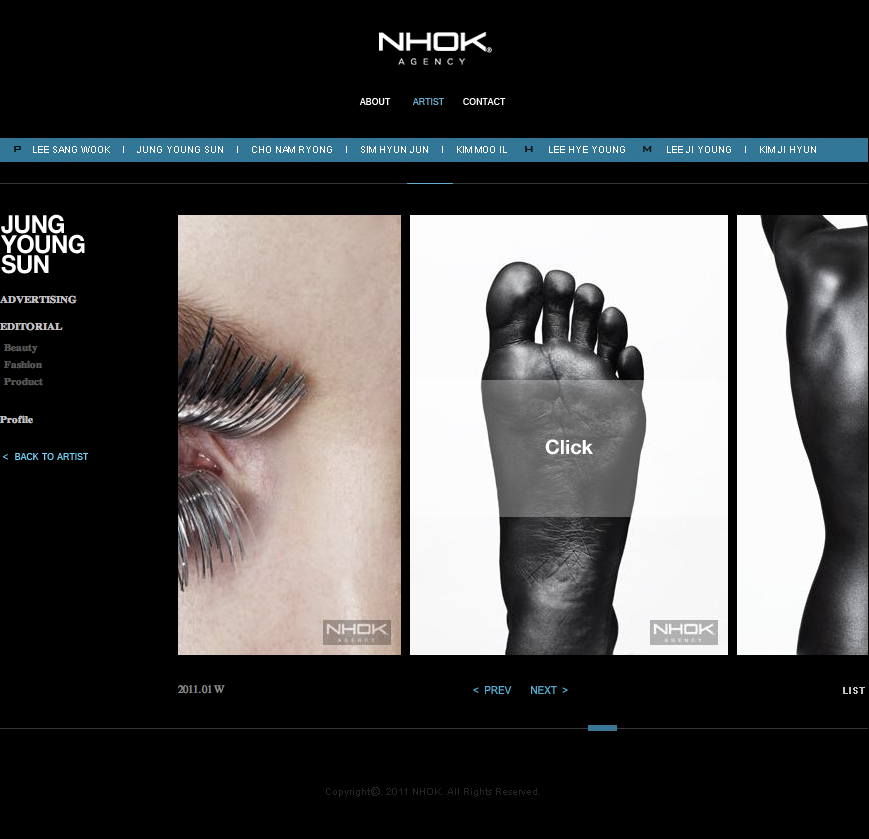 NHOK®
AGENCY
ABOUT ARTIST CONTACT
P LEE SANG WOOK | JUNG YOUNG SUN | CHO NAM RYONG | SIM HYUN JUN | KIM MOO IL H LEE HYE YOUNG M LEE JI YOUNG | KIM JI HYUN
JUNG
YOUNG
SUN
ADVERTISING
EDITORIAL
Beauty
Fashion
Product
Profile
< BACK TO ARTIST
Click
NHOK
AGENCY
NHOK
AGENCY
2011.01 W
< PREV NEXT >
LIST
Copyright©. 2011 NHOK. All Rights Reserved.